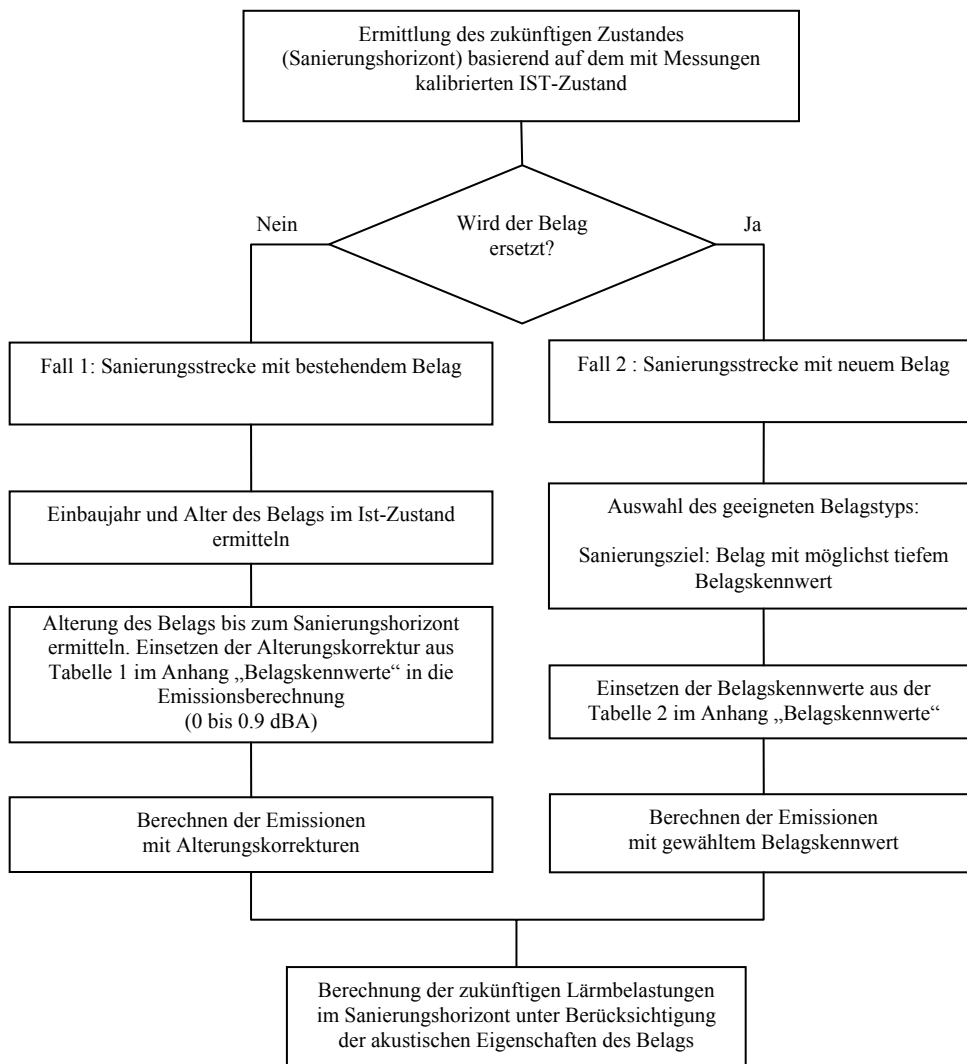 Ermittlung des zukünftigen Zustandes
(Sanierungshorizont) basierend auf dem mit Messungen
kalibrierten IST-Zustand
Nein
Wird der Belag
ersetzt?
Ja
Fall 1: Sanierungsstrecke mit bestehendem Belag
Fall 2 : Sanierungsstrecke mit neuem Belag
Einbaujahr und Alter des Belags im Ist-Zustand
ermitteln
Auswahl des geeigneten Belagstyps:
Sanierungsziel: Belag mit möglichst tiefem
Belagskennwert
Alterung des Belags bis zum Sanierungshorizont
ermitteln. Einsetzen der Alterungskorrektur aus
Tabelle 1 im Anhang „Belagskennwerte“ in die
Emissionsberechnung
(0 bis 0.9 dBA)
Einsetzen der Belagskennwerte aus der
Tabelle 2 im Anhang „Belagskennwerte“
Berechnen der Emissionen
mit Alterungskorrekturen
Berechnen der Emissionen
mit gewähltem Belagskennwert
Berechnung der zukünftigen Lärmbelastungen
im Sanierungshorizont unter Berücksichtigung
der akustischen Eigenschaften des Belags